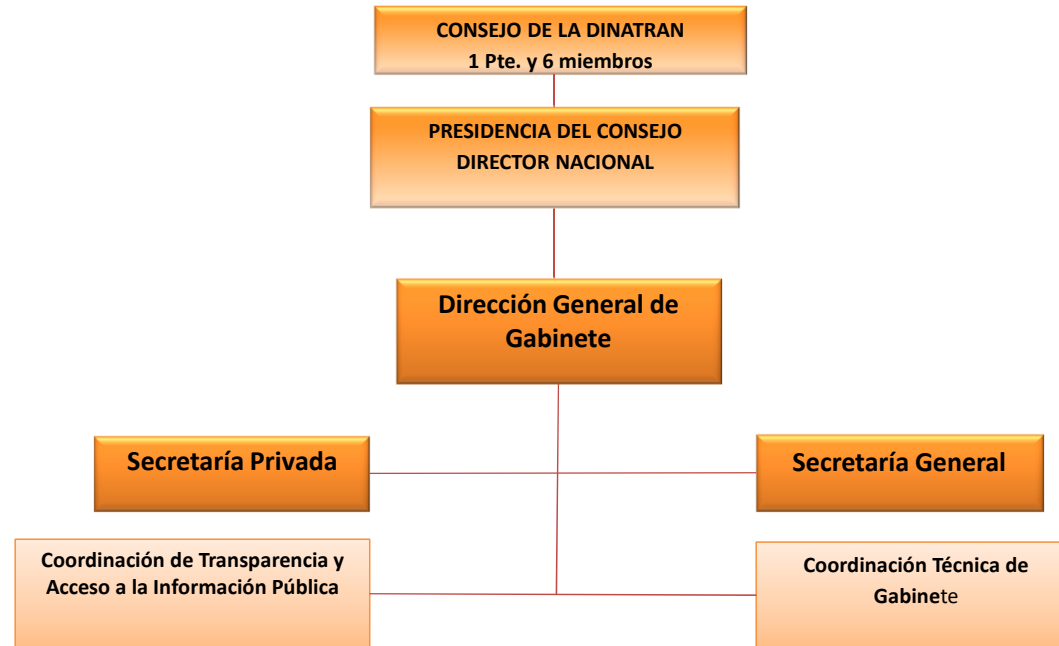 CONSEJO DE LA DINATRAN
1 Pte. y 6 miembros
PRESIDENCIA DEL CONSEJO
DIRECTOR NACIONAL
Dirección General de
Gabinete
Secretaría Privada
Secretaría General
Coordinación de Transparencia y
Acceso a la Información Pública
Coordinación Técnica de
Gabinete